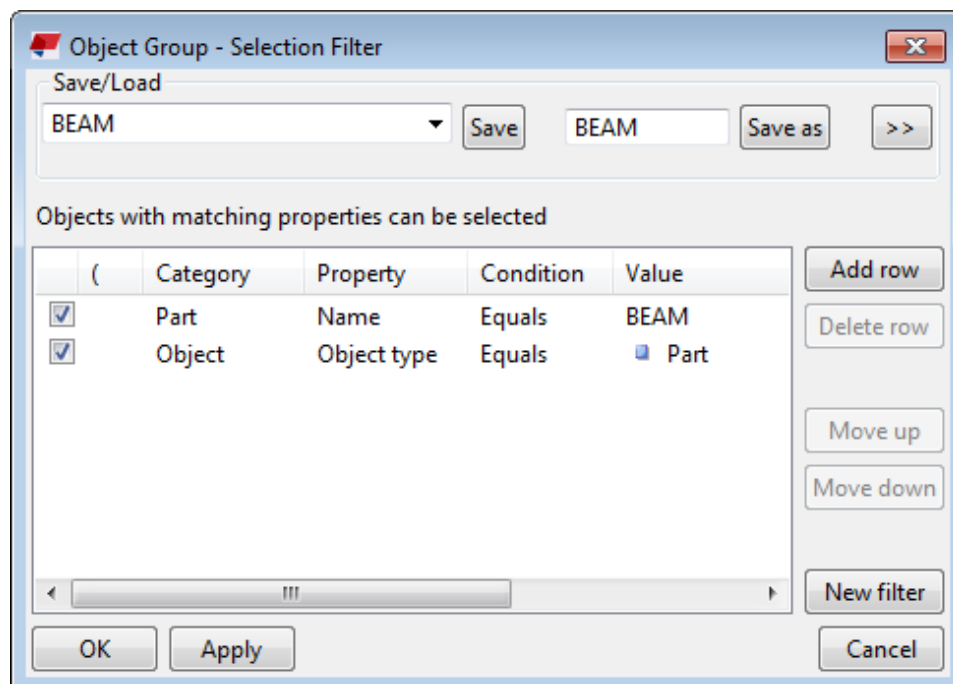 Object Group - Selection Filter
Save/Load
BEAM Save BEAM Save as >>
Objects with matching properties can be selected
( Category Property Condition Value
Part Name Equals BEAM
Object Object type Equals Part
Add row
Delete row
Move up
Move down
New filter
OK Apply Cancel